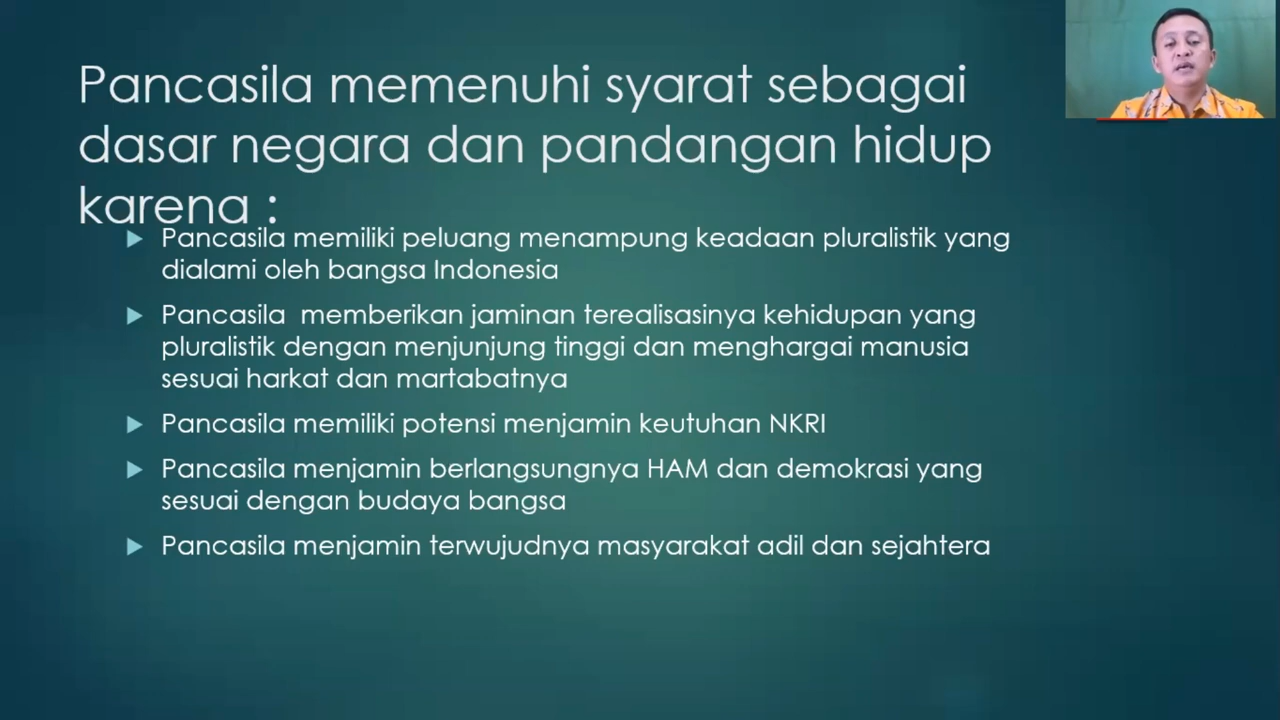 Pancasila memenuhi syarat sebagai
dasar negara dan pandangan hidup
karena :
Pancasila memiliki peluang menampung keadaan pluralistik yang
dialami oleh bangsa Indonesia
Pancasila  memberikan jaminan terealisasinya kehidupan yang
pluralistik dengan menjunjung tinggi dan menghargai manusia
sesuai harkat dan martabatnya
Pancasila memiliki potensi menjamin keutuhan NKRI
Pancasila menjamin berlangsungnya HAM dan demokrasi yang
sesuai dengan budaya bangsa
Pancasila menjamin terwujudnya masyarakat adil dan sejahtera